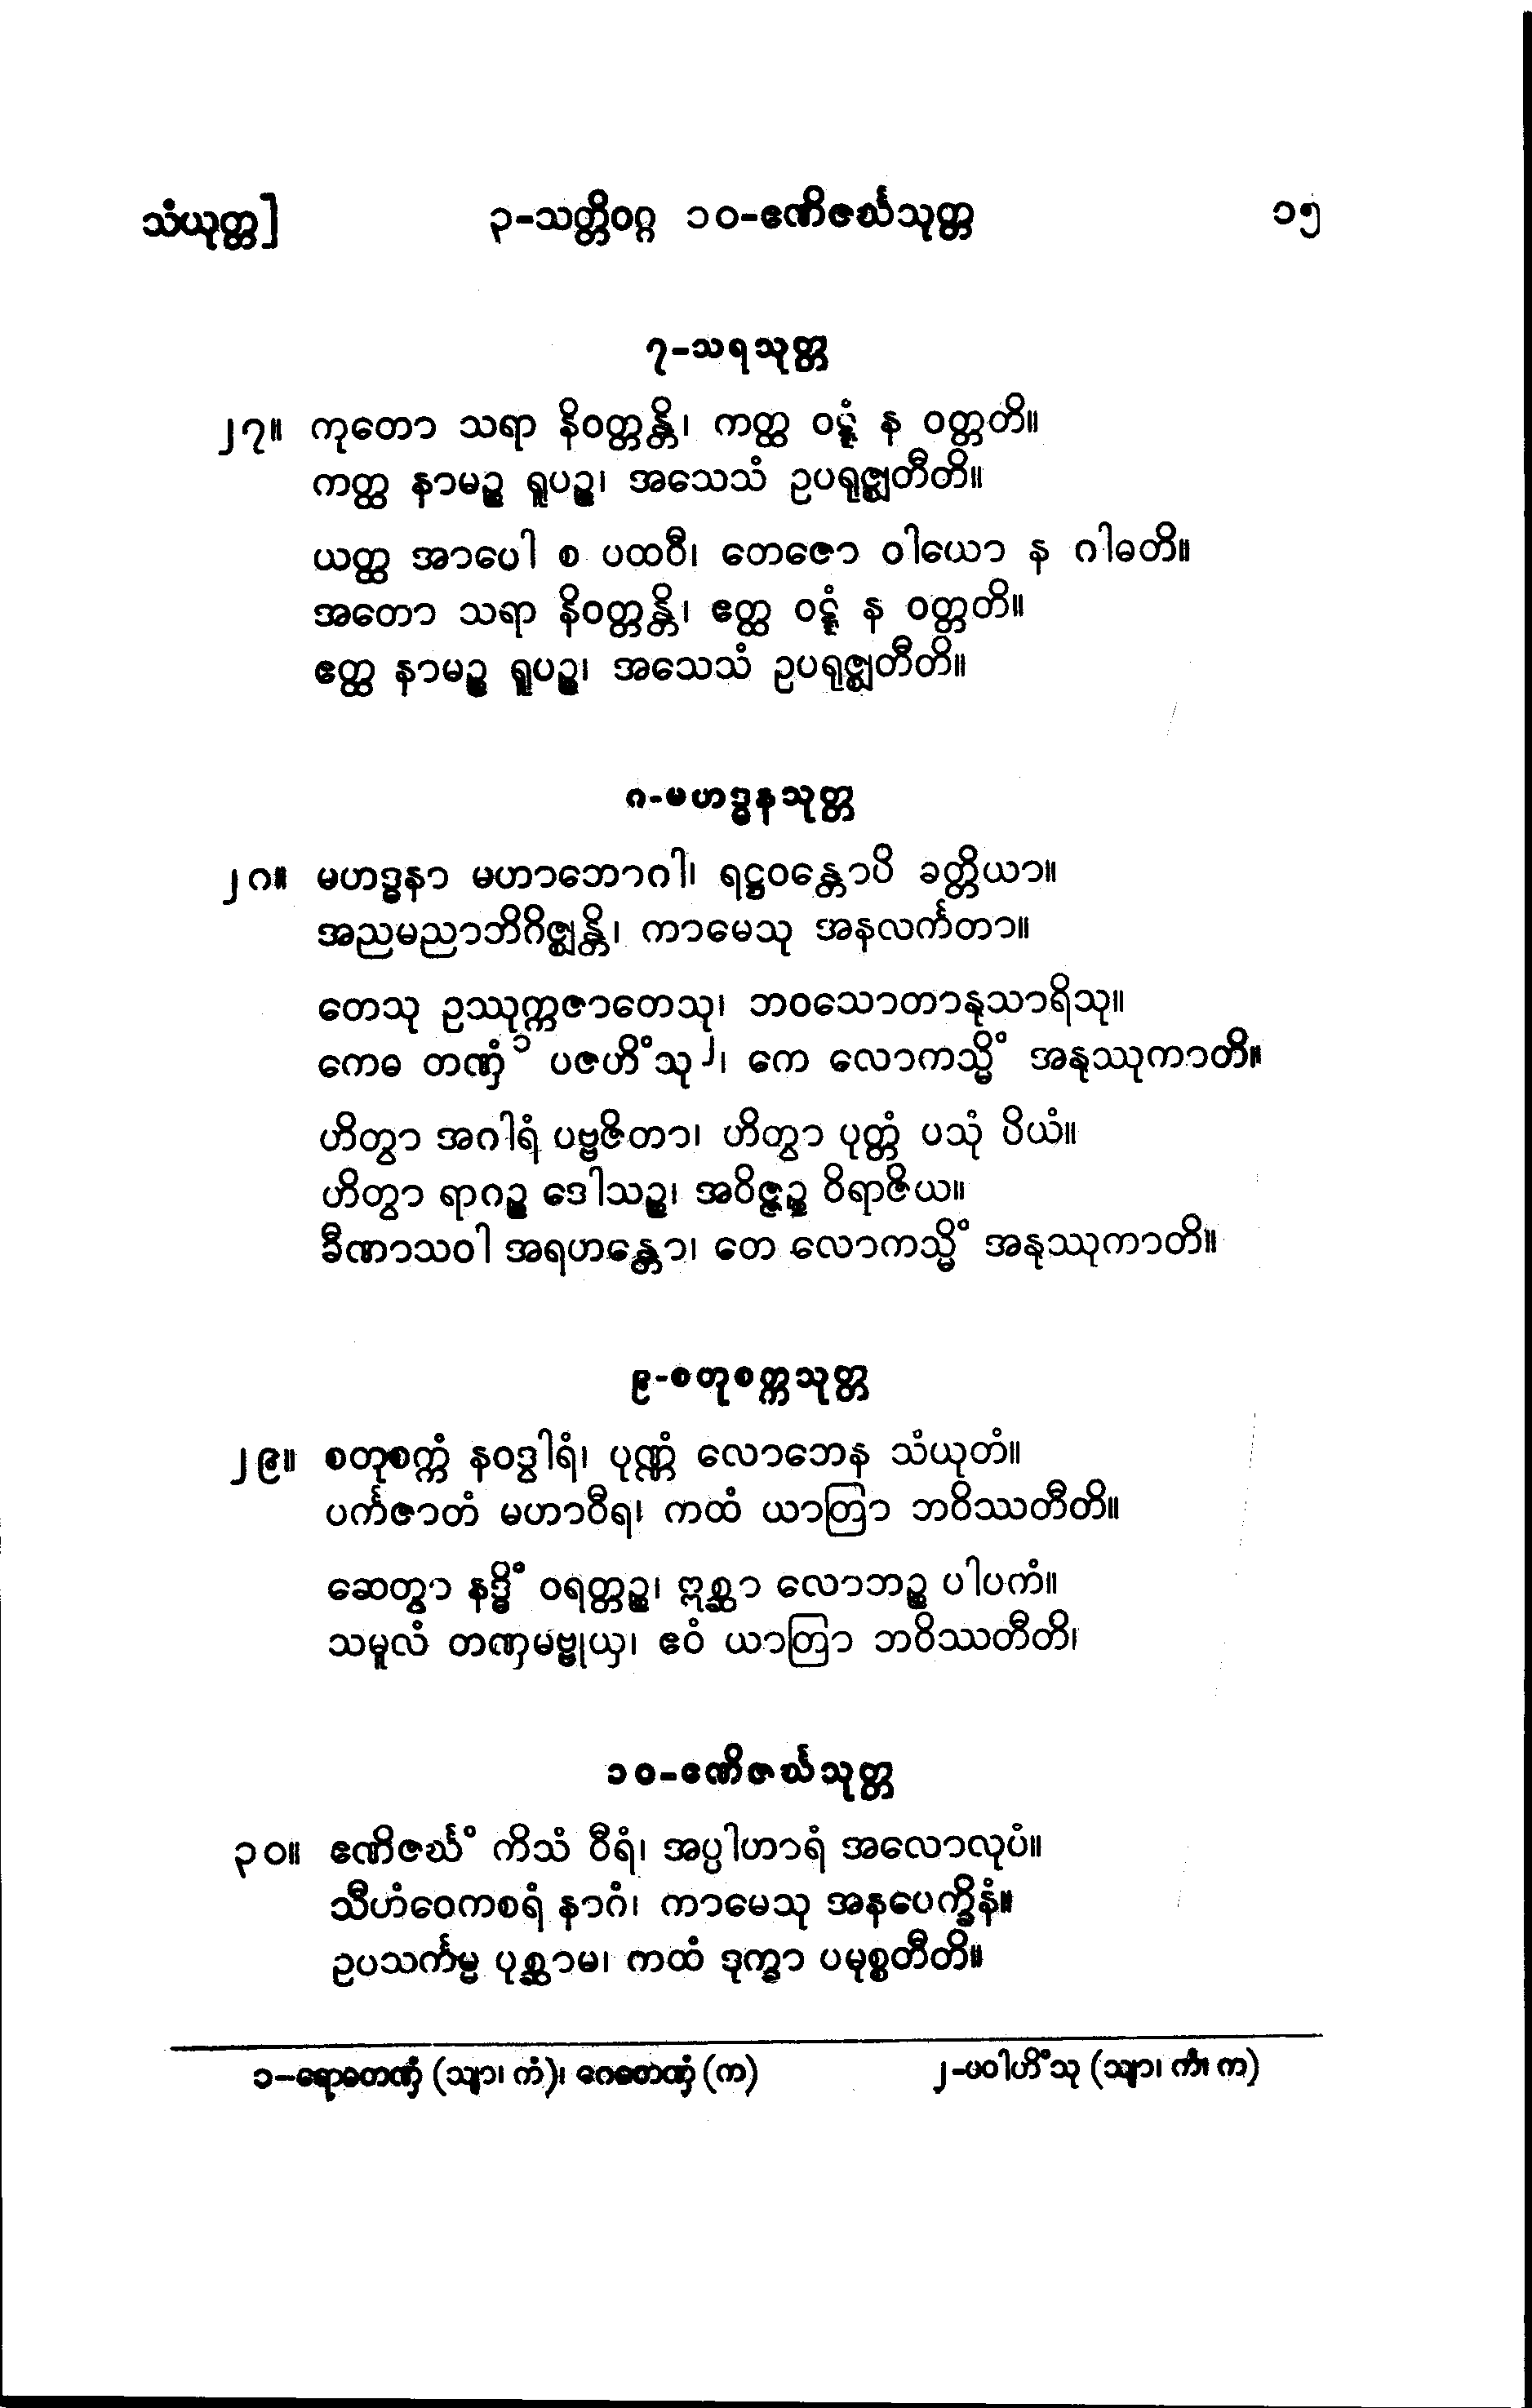 သံယုတ္တ] ၃-သတ္တိဝဂ္ဂ ၁၀-ဧဏိဇင်္ဃသုတ္တ ၁၅
၇-သရသုတ္တ
၂၇။ ကုတော သရာ နိဝတ္တန္တိ၊ ကတ္ထ ဝဋ္ဋံ န ဝတ္တတိ။
ကတ္ထ နာမဉ္စ ရူပဉ္စ၊ အသေသံ ဥပရုဇ္ဈတီတိ။
ယတ္ထ အာပေါ စ ပထဝီ၊ တေဇော ဝါယော န ဂါဓတိ။
အတော သရာ နိဝတ္တန္တိ၊ ဧတ္ထ ဝဋ္ဋံ န ဝတ္တတိ။
ဧတ္ထ နာမဉ္စ ရူပဉ္စ၊ အသေသံ ဥပရုဇ္ဈတီတိ။
၈-မဟဒ္ဓနသုတ္တ
၂၈။ မဟဒ္ဓနာ မဟာဘောဂါ၊ ရဋ္ဌဝန္တောပိ ခတ္တိယာ။
အညမညာဘိဂိဇ္ဈန္တိ၊ ကာမေသု အနလင်္ကတာ။
တေသု ဥဿုက္ကဇာတေသု၊ ဘဝသောတာနုသာရိသု။
ကေဓ တဏှံ ၁ ပဇဟိံသု ၂၊ ကေ လောကသ္မိံ အနုဿုကာတိ။
ဟိတွာ အဂါရံ ပဗ္ဗဇိတာ၊ ဟိတွာ ပုတ္တံ ပသုံ ပိယံ။
ဟိတွာ ရာဂဉ္စ ဒေါသဉ္စ၊ အဝိဇ္ဇဉ္စ ဝိရာဇိယ။
ခီဏာသဝါ အရဟန္တော၊ တေ လောကသ္မိံ အနုဿုကာတိ။
၉-စတုစက္ကသုတ္တ
၂၉။ စတုစက္ကံ နဝဒွါရံ၊ ပုဏ္ဏံ လောဘေန သံယုတံ။
ပင်္ကဇာတံ မဟာဝီရ၊ ကထံ ယာတြာ ဘဝိဿတီတိ။
ဆေတွာ နဒ္ဓိံ ဝရတ္တဉ္စ၊ ဣစ္ဆာ လောဘဉ္စ ပါပကံ။
သမူလံ တဏှမဗ္ဗုယှ၊ ဧဝံ ယာတြာ ဘဝိဿတီတိ၊
၁၀-ဧဏိဇင်္ဃသုတ္တ
၃၀။ ဧဏိဇင်္ဃံ ကိသံ ဝီရံ၊ အပ္ပါဟာရံ အလောလုပံ။
သီဟံဝေကစရံ နာဂံ၊ ကာမေသု အနပေက္ခိနံ။
ဥပသင်္ကမ္မ ပုစ္ဆာမ၊ ကထံ ဒုက္ခာ ပမုစ္စတီတိ။
၁-ရောဓတဏှံ (သျာ၊ ကံ)၊ ဂေဓတဏှံ (က) ၂-ပဝါဟိံသု (သျာ၊ ကံ၊ က)